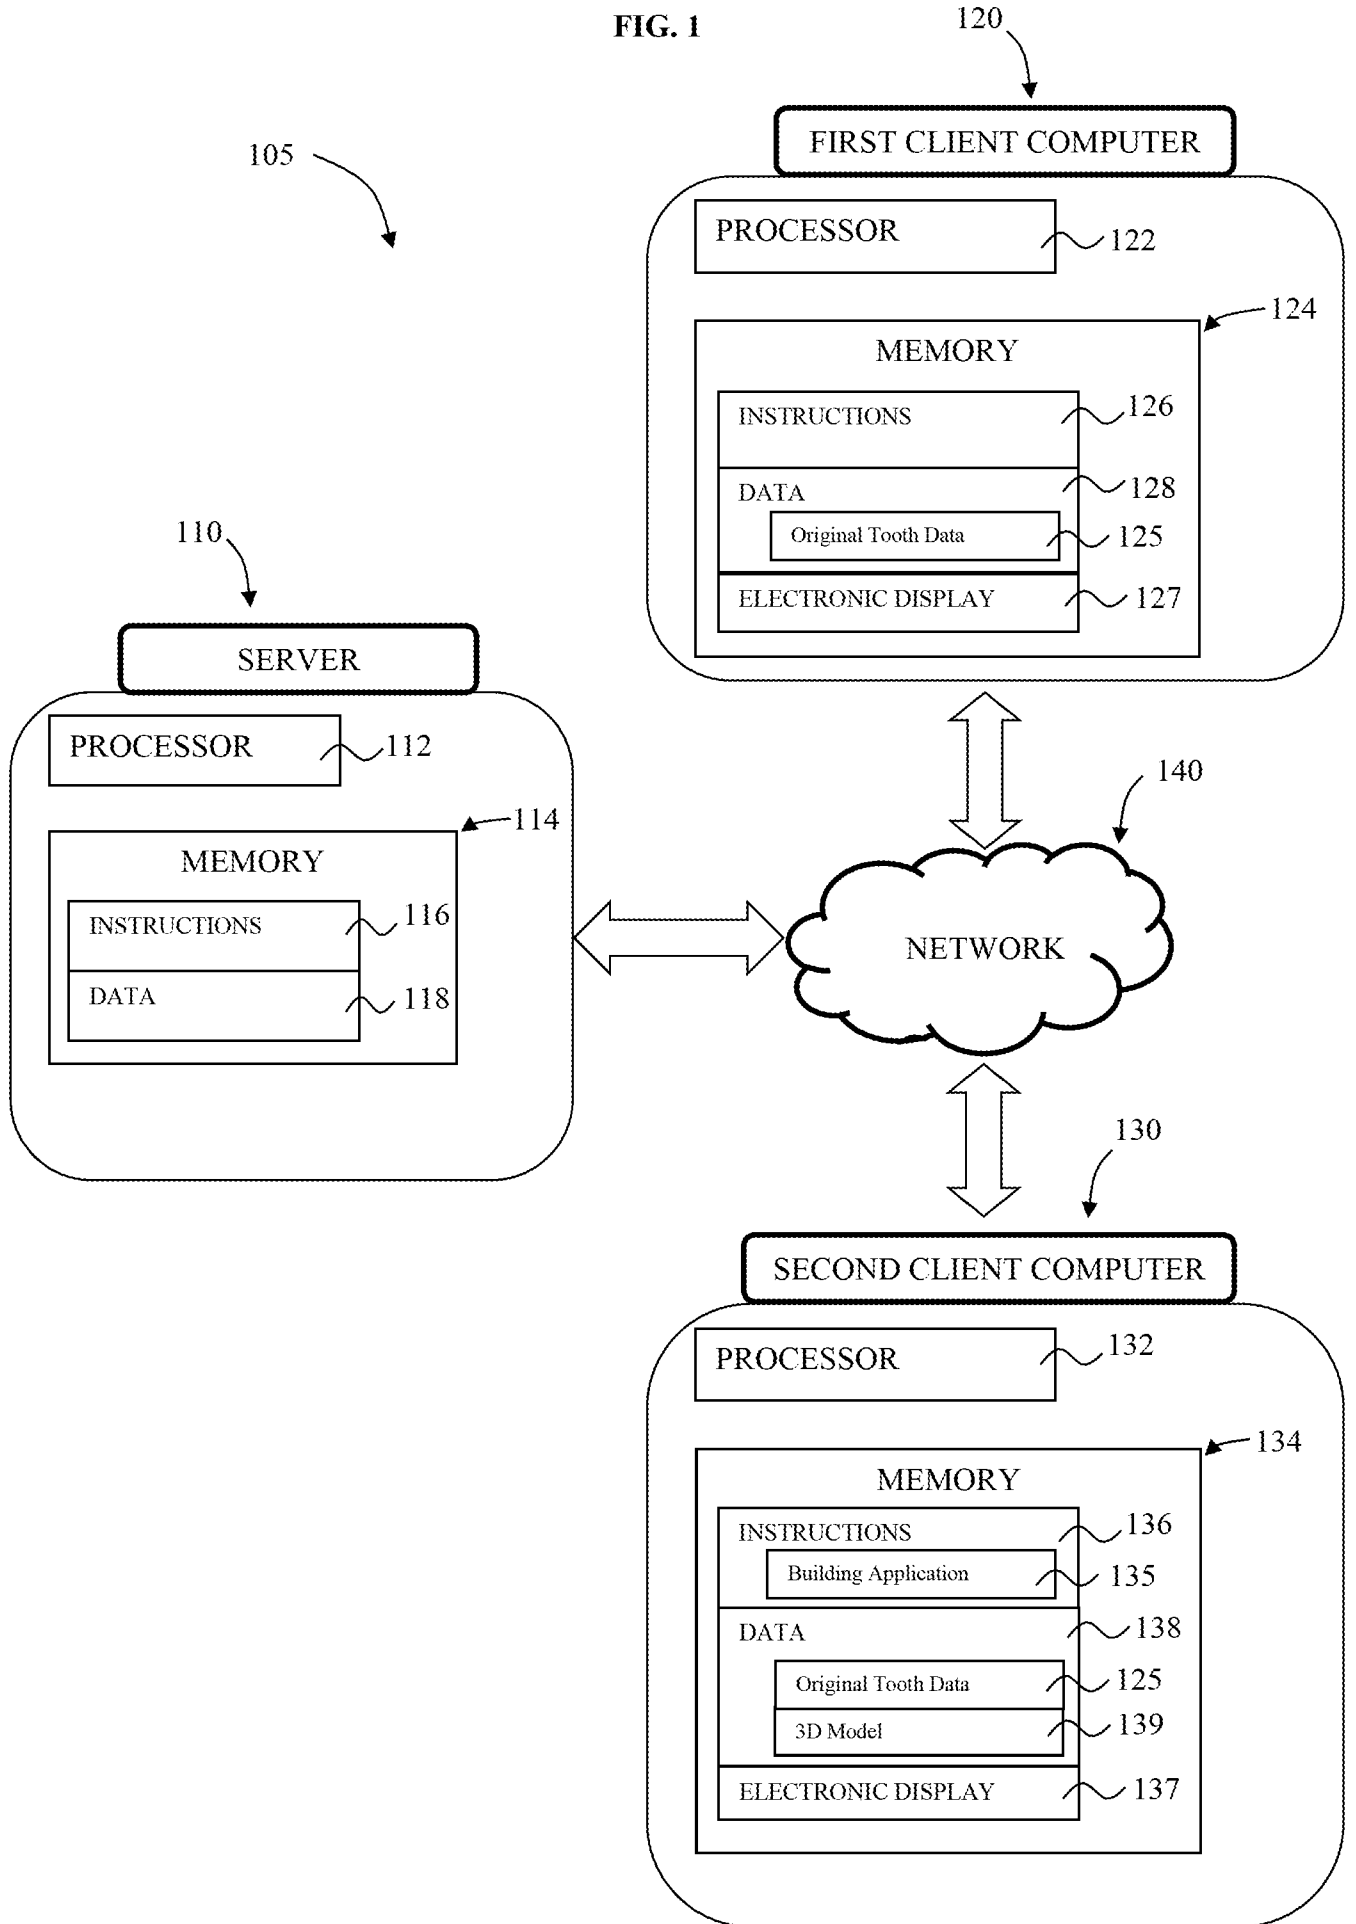 FIG. 1
120
FIRST CLIENT COMPUTER
105
PROCESSOR
122
124
MEMORY
INSTRUCTIONS
126
DATA
128
Original Tooth Data
125
ELECTRONIC DISPLAY
127
110
SERVER
PROCESSOR
112
114
MEMORY
INSTRUCTIONS
116
DATA
118
140
NETWORK
130
SECOND CLIENT COMPUTER
PROCESSOR
132
134
MEMORY
INSTRUCTIONS
136
Building Application
135
DATA
138
Original Tooth Data
125
3D Model
139
ELECTRONIC DISPLAY
137